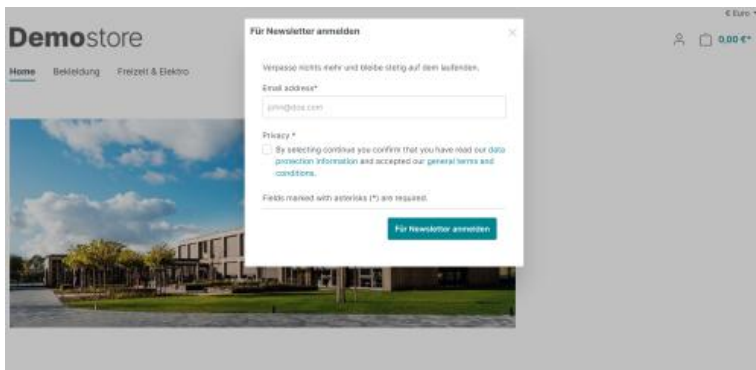 € Euro
Demostore
0,00 €*
Home Bekleidung Freizeit & Elektro
Für Newsletter anmelden
Verpasse nichts mehr und bleibe stetig auf dem laufenden.
Email address*
john@doe.com
Privacy *
By selecting continue you confirm that you have read our data
protection information and accepted our general terms and
conditions.
Fields marked with asterisks (*) are required.
Für Newsletter anmelden